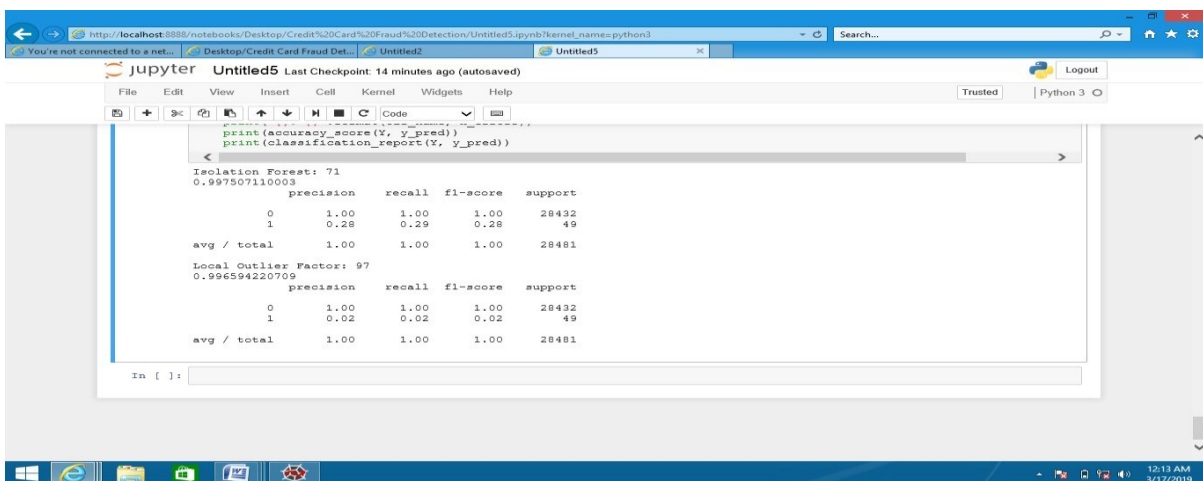 http://localhost:8888/notebooks/Desktop/Credit%20Card%20Fraud%20Detection/Untitled5.ipynb?kernel_name=python3
Search...
You're not connected to a net... Desktop/Credit Card Fraud Det... Untitled2 Untitled5
jupyter Untitled5 Last Checkpoint: 14 minutes ago (autosaved) Logout
File Edit View Insert Cell Kernel Widgets Help Trusted Python 3
Code
print(accuracy_score(Y, y_pred))
print(classification_report(Y, y_pred))
Isolation Forest: 71
0.997507110003
precision recall f1-score support
0 1.00 1.00 1.00 28432
1 0.28 0.29 0.28 49
avg / total 1.00 1.00 1.00 28481
Local Outlier Factor: 97
0.996594220709
precision recall f1-score support
0 1.00 1.00 1.00 28432
1 0.02 0.02 0.02 49
avg / total 1.00 1.00 1.00 28481
In [ ]:
12:13 AM
3/17/2019